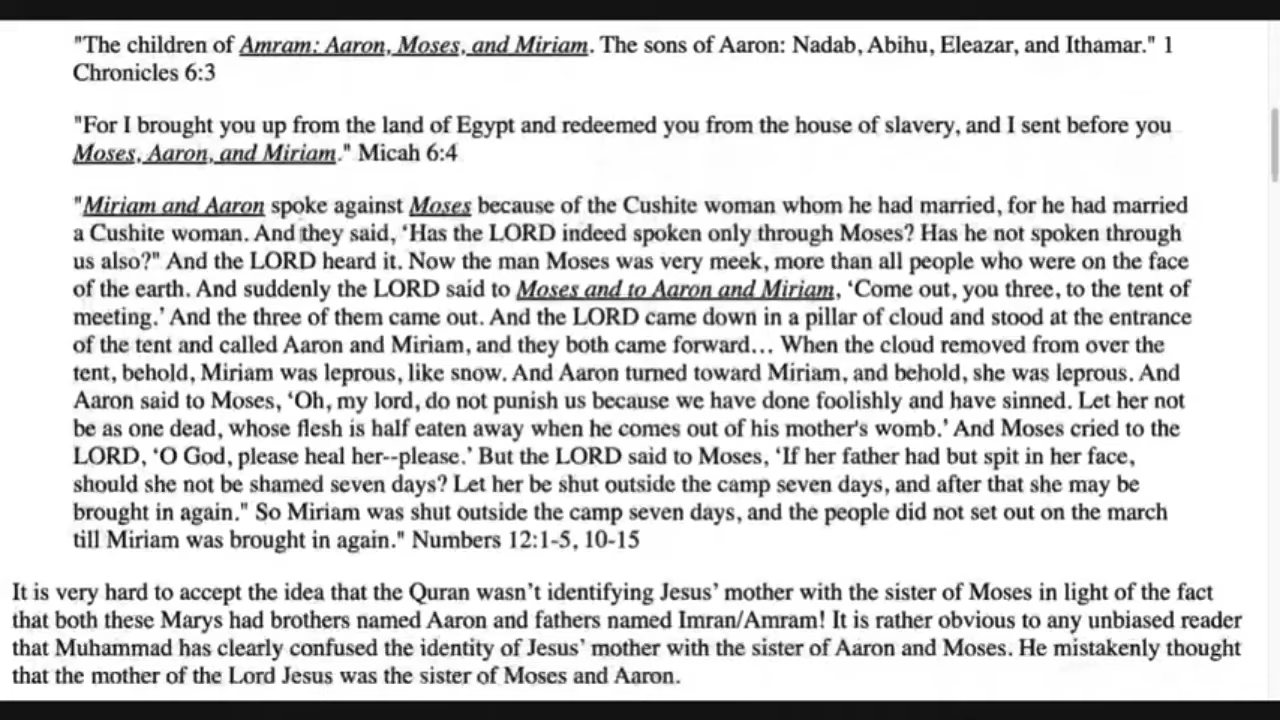 "The children of Amram: Aaron, Moses, and Miriam. The sons of Aaron: Nadab, Abihu, Eleazar, and Ithamar." 1
Chronicles 6:3
"For I brought you up from the land of Egypt and redeemed you from the house of slavery, and I sent before you
Moses, Aaron, and Miriam." Micah 6:4
"Miriam and Aaron spoke against Moses because of the Cushite woman whom he had married, for he had married
a Cushite woman. And they said, ‘Has the LORD indeed spoken only through Moses? Has he not spoken through
us also?" And the LORD heard it. Now the man Moses was very meek, more than all people who were on the face
of the earth. And suddenly the LORD said to Moses and to Aaron and Miriam, ‘Come out, you three, to the tent of
meeting.’ And the three of them came out. And the LORD came down in a pillar of cloud and stood at the entrance
of the tent and called Aaron and Miriam, and they both came forward… When the cloud removed from over the
tent, behold, Miriam was leprous, like snow. And Aaron turned toward Miriam, and behold, she was leprous. And
Aaron said to Moses, ‘Oh, my lord, do not punish us because we have done foolishly and have sinned. Let her not
be as one dead, whose flesh is half eaten away when he comes out of his mother's womb.’ And Moses cried to the
LORD, ‘O God, please heal her--please.’ But the LORD said to Moses, ‘If her father had but spit in her face,
should she not be shamed seven days? Let her be shut outside the camp seven days, and after that she may be
brought in again." So Miriam was shut outside the camp seven days, and the people did not set out on the march
till Miriam was brought in again." Numbers 12:1-5, 10-15
It is very hard to accept the idea that the Quran wasn’t identifying Jesus’ mother with the sister of Moses in light of the fact
that both these Marys had brothers named Aaron and fathers named Imran/Amram! It is rather obvious to any unbiased reader
that Muhammad has clearly confused the identity of Jesus’ mother with the sister of Aaron and Moses. He mistakenly thought
that the mother of the Lord Jesus was the sister of Moses and Aaron.